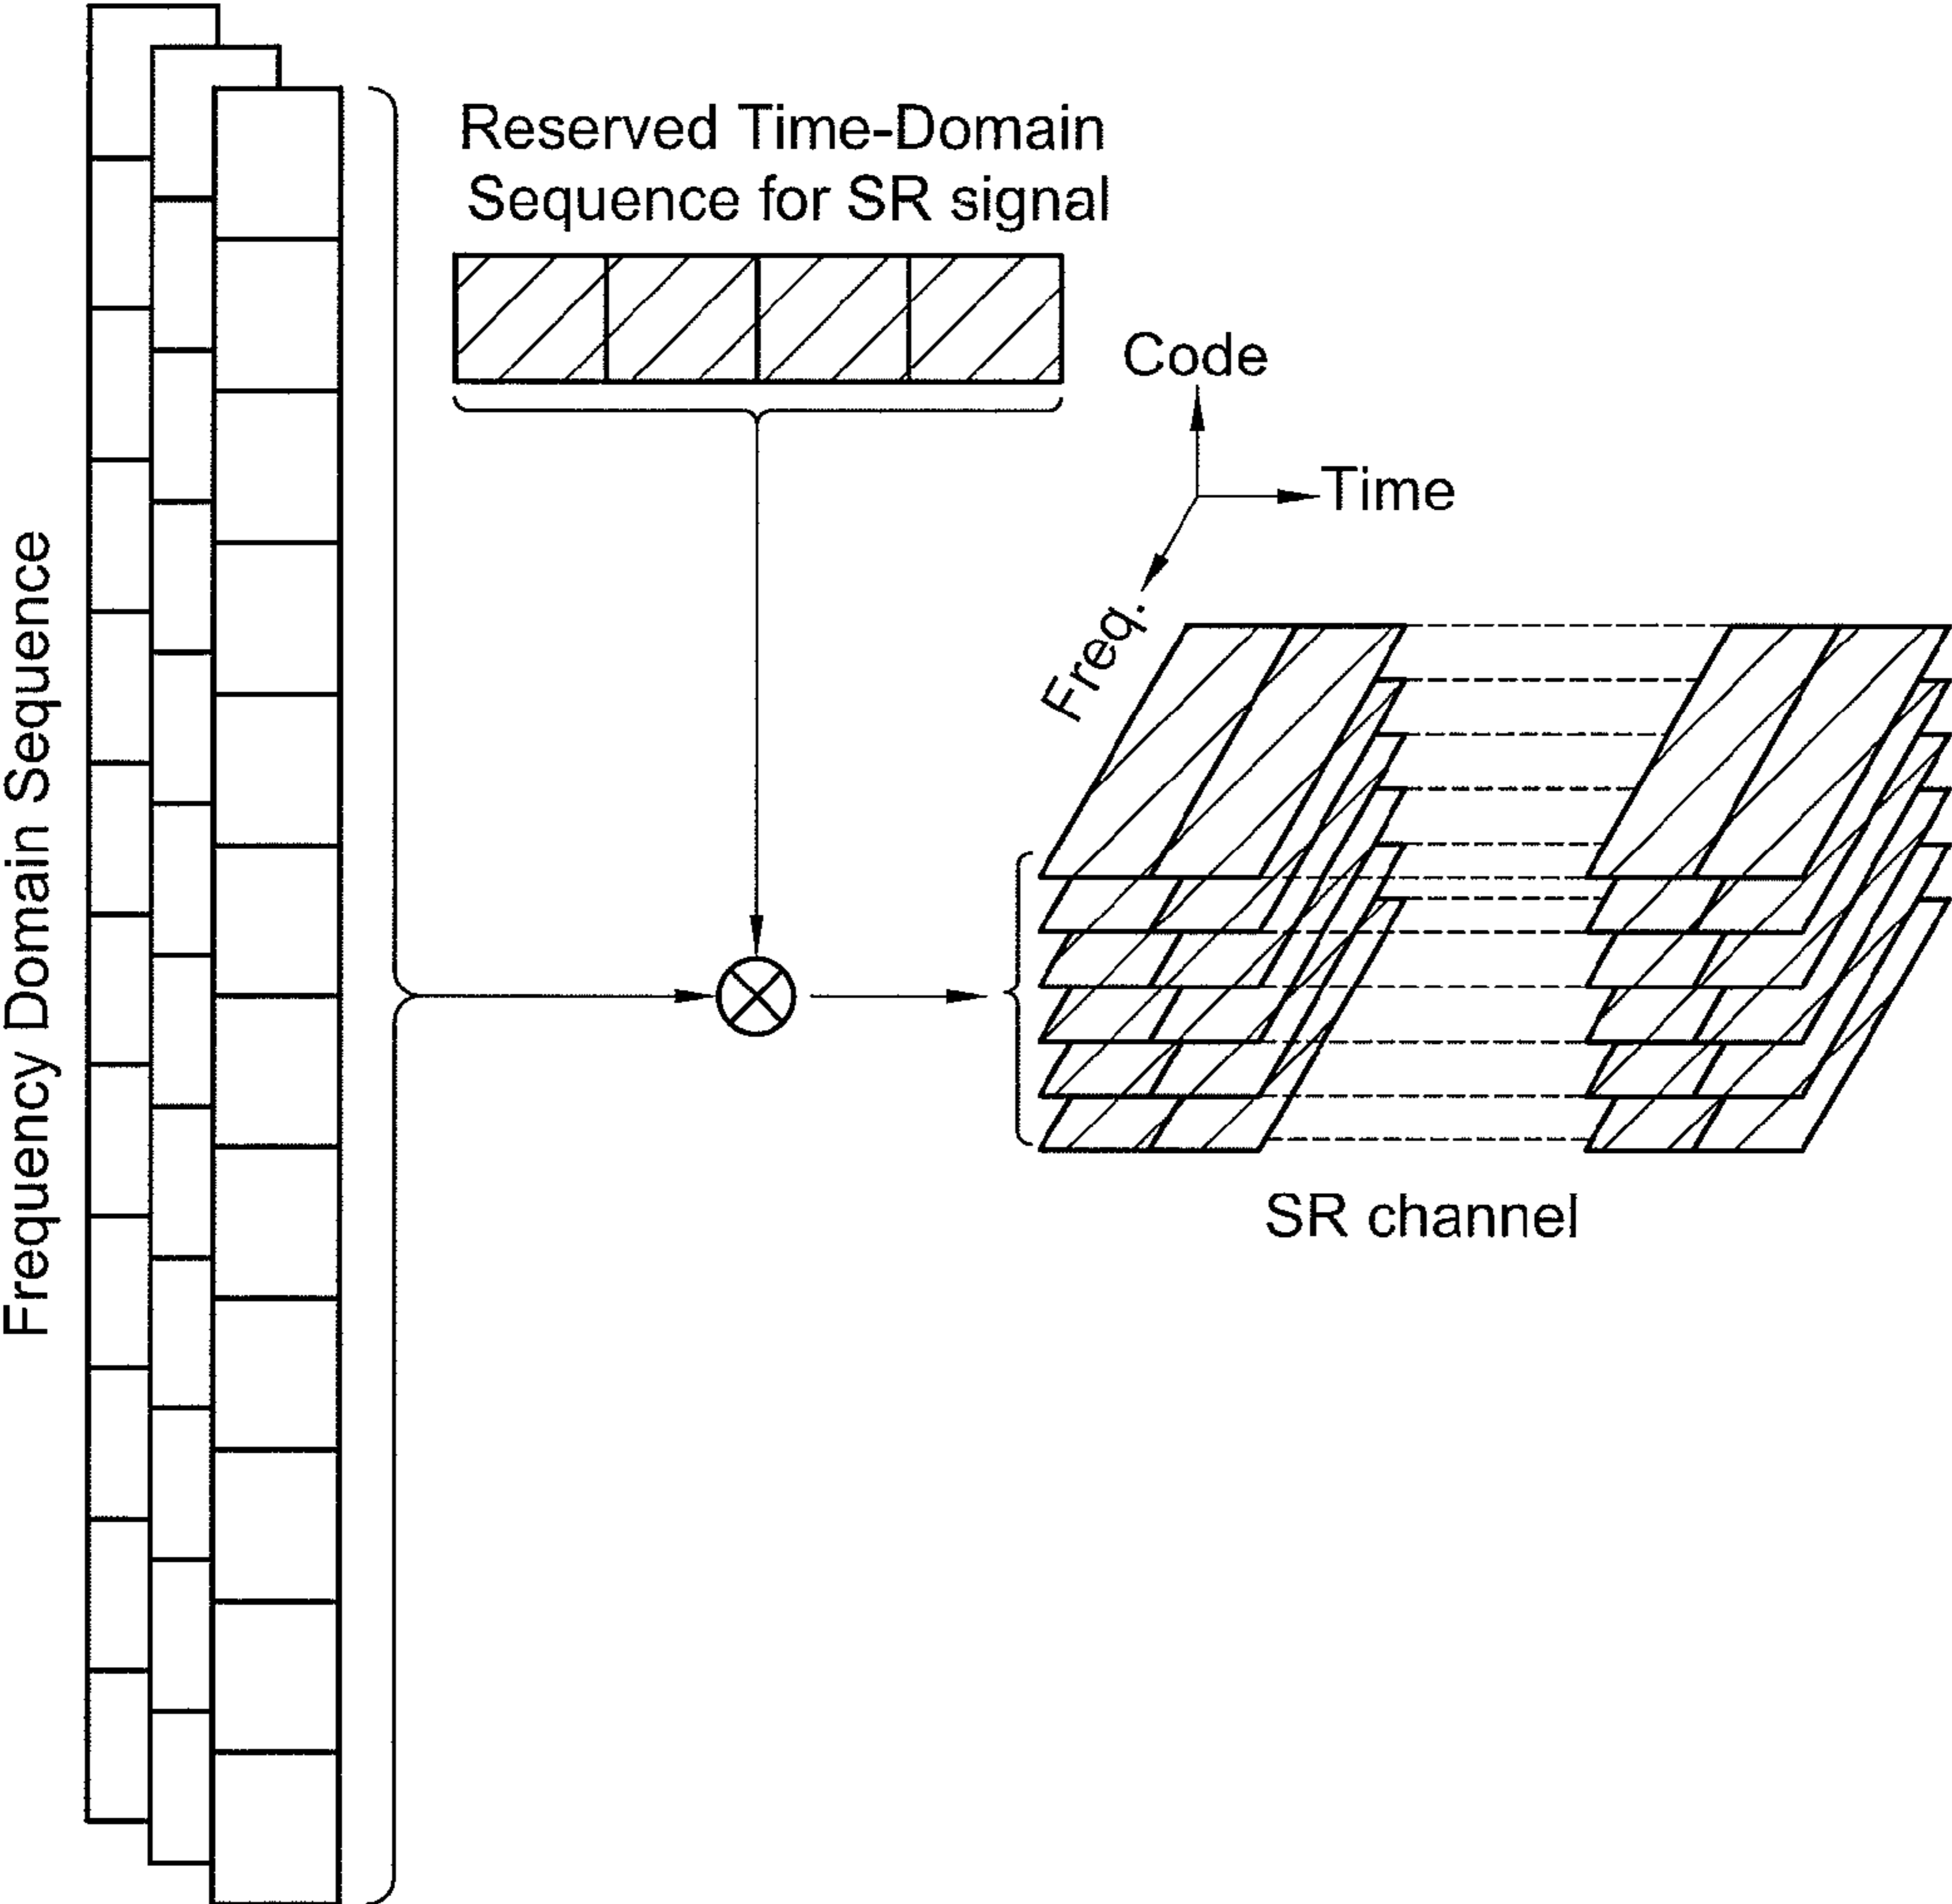 Frequency Domain Sequence
Reserved Time-Domain
Sequence for SR signal
Code
Time
Freq.
SR channel